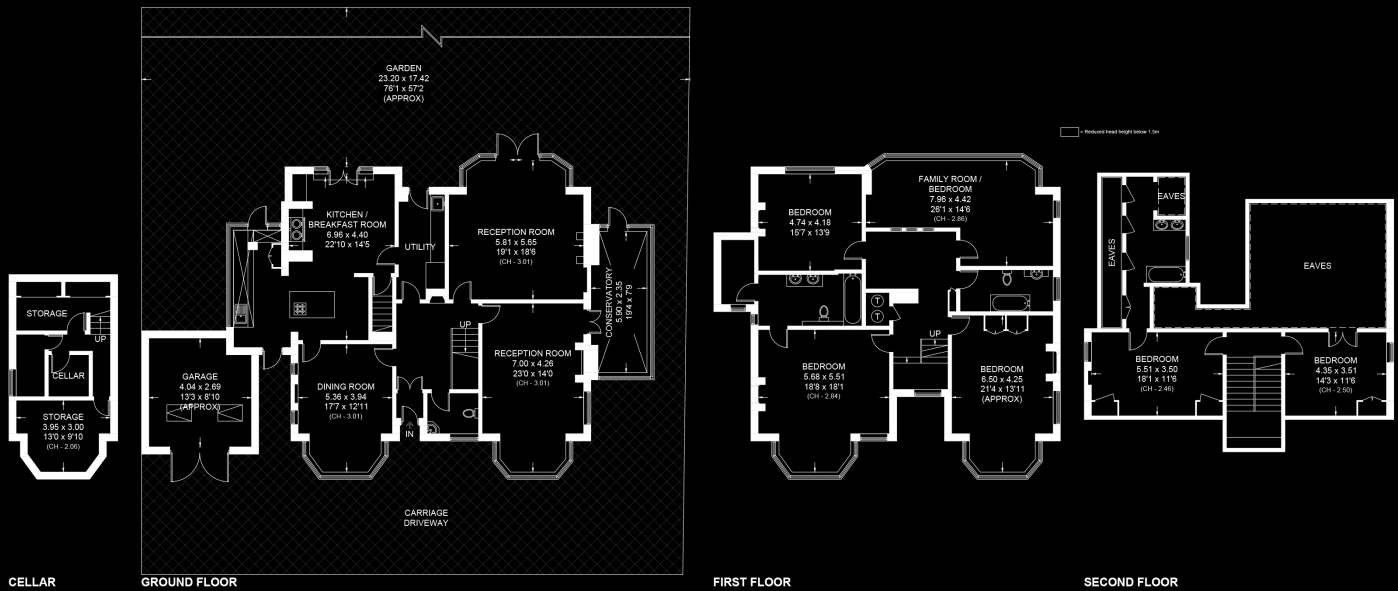 GARDEN
23.20 x 17.42
76'1 x 57'2
(APPROX)
KITCHEN /
BREAKFAST ROOM
6.96 x 4.40
22'10 x 14'5
UTILITY
RECEPTION ROOM
5.81 x 5.65
19'1 x 18'6
(CH - 3.01)
CONSERVATORY
5.90 x 2.35
19'4 x 7'9
STORAGE
UP
CELLAR
STORAGE
3.95 x 3.00
13'0 x 9'10
(CH - 2.06)
GARAGE
4.04 x 2.69
13'3 x 8'10
(APPROX)
DINING ROOM
5.36 x 3.94
17'7 x 12'11
(CH - 3.01)
UP
IN
RECEPTION ROOM
7.00 x 4.26
23'0 x 14'0
(CH - 3.01)
CARRIAGE
DRIVEWAY
BEDROOM
4.74 x 4.18
15'7 x 13'9
FAMILY ROOM /
BEDROOM
7.96 x 4.42
26'1 x 14'6
(CH - 2.86)
T
T
UP
BEDROOM
5.68 x 5.51
18'8 x 18'1
(CH - 2.84)
BEDROOM
6.50 x 4.25
21'4 x 13'11
(APPROX)
= Reduced head height below 1.5m
EAVES
EAVES
EAVES
BEDROOM
5.51 x 3.50
18'1 x 11'6
(CH - 2.46)
BEDROOM
4.35 x 3.51
14'3 x 11'6
(CH - 2.50)
CELLAR
GROUND FLOOR
FIRST FLOOR
SECOND FLOOR